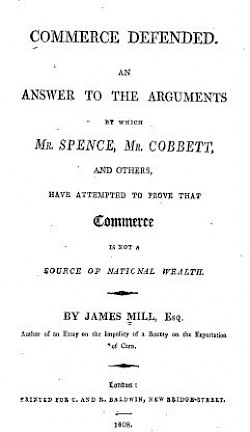 COMMERCE DEFENDED.
AN
ANSWER TO THE ARGUMENTS
BY WHICH
MR. SPENCE, MR. COBBETT,
AND OTHERS,
HAVE ATTEMPTED TO PROVE THAT
Commerce
IS NOT A
SOURCE OF NATIONAL WEALTH.
BY JAMES MILL, ESQ.
Author of an Essay on the Impolicy of a Bounty on the Exportation
of Corn.
London:
PRINTED FOR C. AND R. BALDWIN, NEW BRIDGE-STREET.
1808.